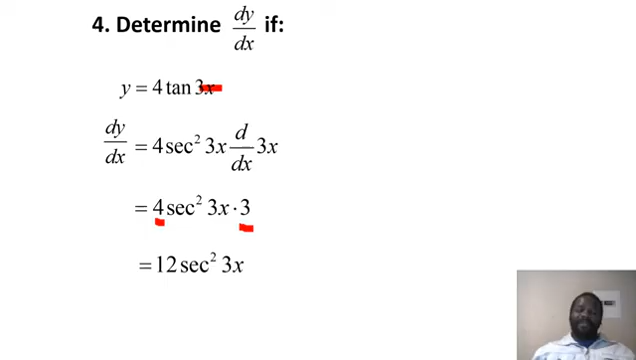 4. Determine dy/dx if:
y = 4 tan 3x
dy/dx = 4 sec² 3x d/dx 3x
= 4 sec² 3x · 3
= 12 sec² 3x